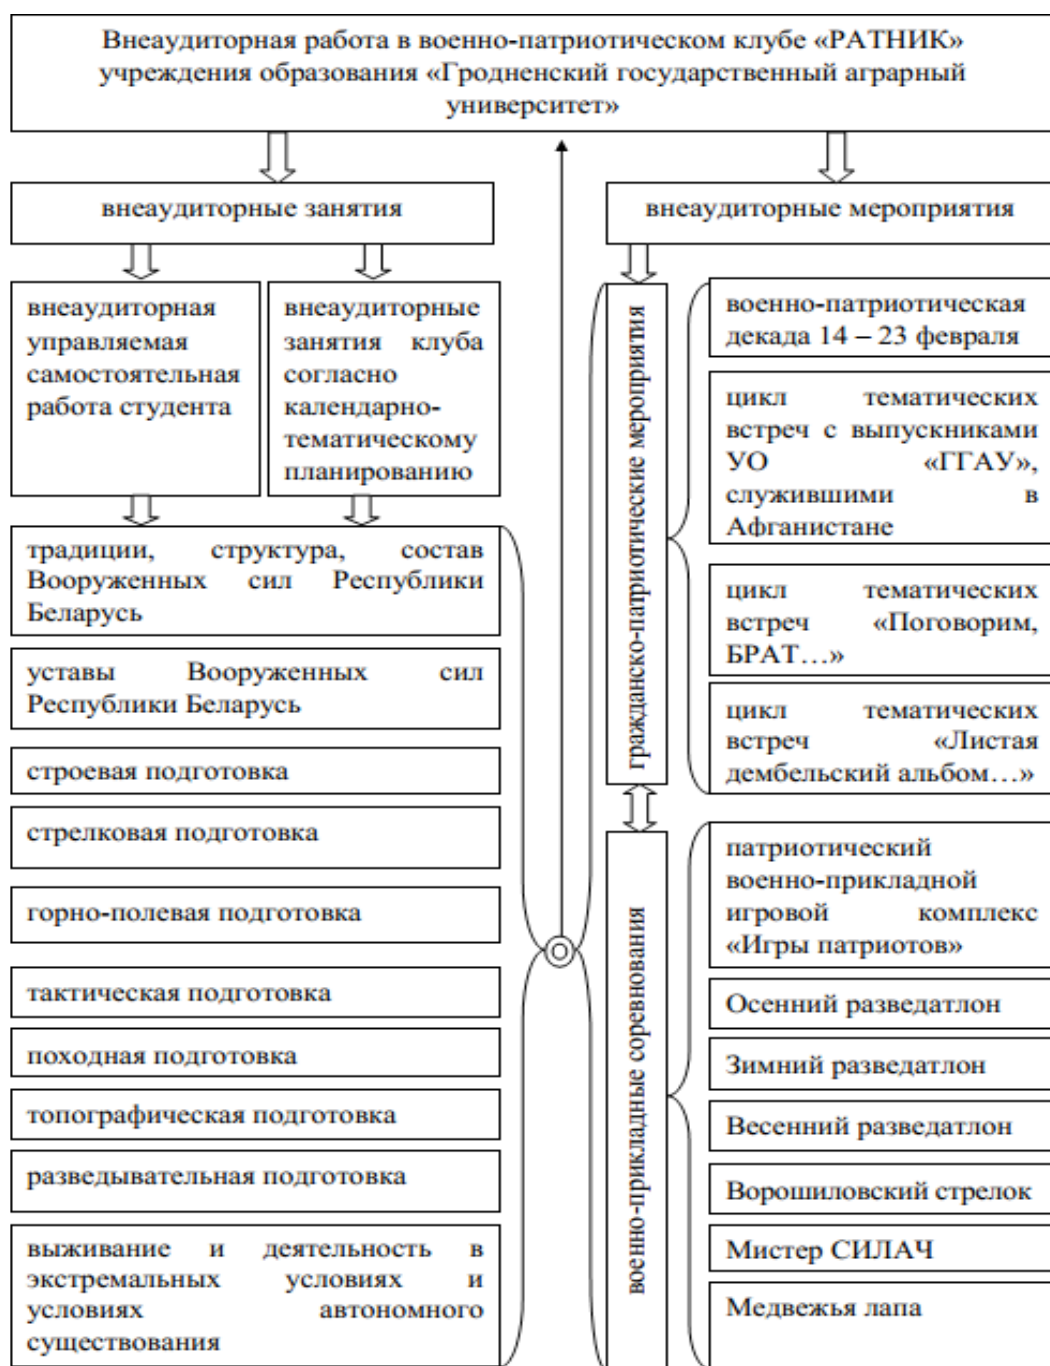 Внеаудиторная работа в военно-патриотическом клубе «РАТНИК»
учреждения образования «Гродненский государственный аграрный
университет»
внеаудиторные занятия
внеаудиторная
управляемая
самостоятельная
работа студента
внеаудиторные
занятия клуба
согласно
календарно-
тематическому
планированию
традиции, структура, состав
Вооруженных сил Республики
Беларусь
уставы Вооруженных сил
Республики Беларусь
строевая подготовка
стрелковая подготовка
горно-полевая подготовка
тактическая подготовка
походная подготовка
топографическая подготовка
разведывательная подготовка
выживание и деятельность в
экстремальных условиях и
условиях автономного
существования
внеаудиторные мероприятия
гражданско-патриотические мероприятия
военно-патриотическая
декада 14 – 23 февраля
цикл тематических
встреч с выпускниками
УО «ГГАУ»,
служившими в
Афганистане
цикл тематических
встреч «Поговорим,
БРАТ…»
цикл тематических
встреч «Листая
дембельский альбом…»
военно-прикладные соревнования
патриотический
военно-прикладной
игровой комплекс
«Игры патриотов»
Осенний разведатлон
Зимний разведатлон
Весенний разведатлон
Ворошиловский стрелок
Мистер СИЛАЧ
Медвежья лапа